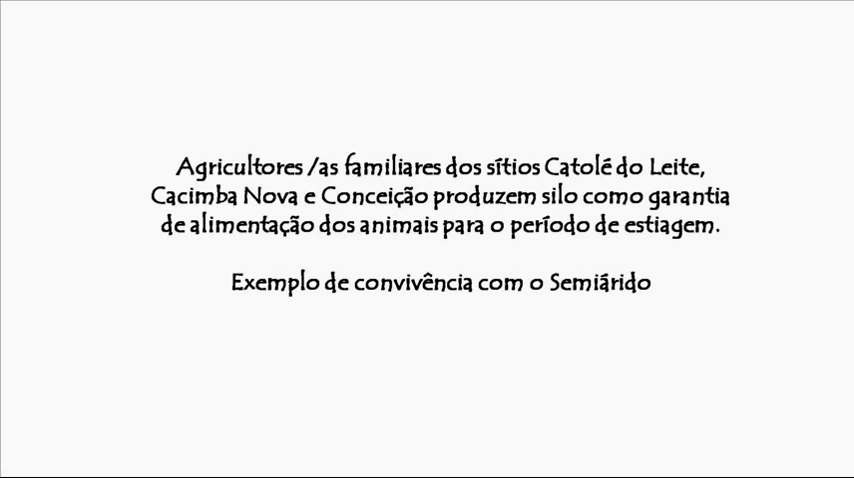 Agricultores /as familiares dos sítios Catolé do Leite,
Cacimba Nova e Conceição produzem silo como garantia
de alimentação dos animais para o período de estiagem.
Exemplo de convivência com o Semiárido